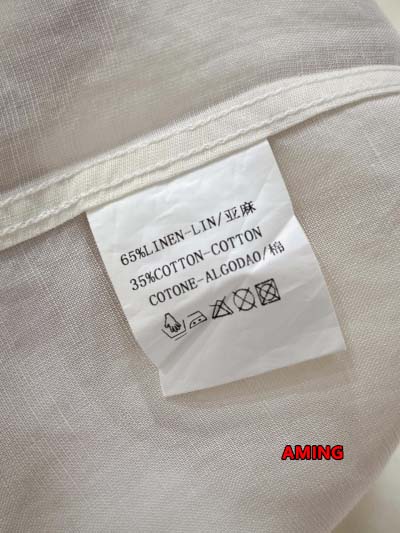 65%LINEN-LIN/亚麻
35%COTTON-COTTON
COTONE-ALGODAO/棉
AMING